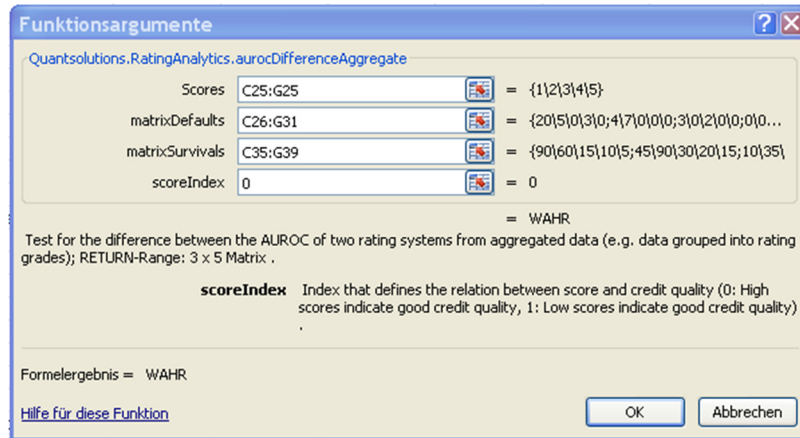 Funktionsargumente
Quantsolutions.RatingAnalytics.aurocDifferenceAggregate
Scores C25:G25 = {1\2\3\4\5}
matrixDefaults C26:G31 = {20\5\0\3\0;4\7\0\0\0;3\0\2\0\0;0\0...
matrixSurvivals C35:G39 = {90\60\15\10\5;45\90\30\20\15;10\35\
scoreIndex 0 = 0
= WAHR
Test for the difference between the AUROC of two rating systems from aggregated data (e.g. data grouped into rating
grades); RETURN-Range: 3 x 5 Matrix .
scoreIndex Index that defines the relation between score and credit quality (0: High
scores indicate good credit quality, 1: Low scores indicate good credit quality)
.
Formelergebnis = WAHR
Hilfe für diese Funktion
OK Abbrechen